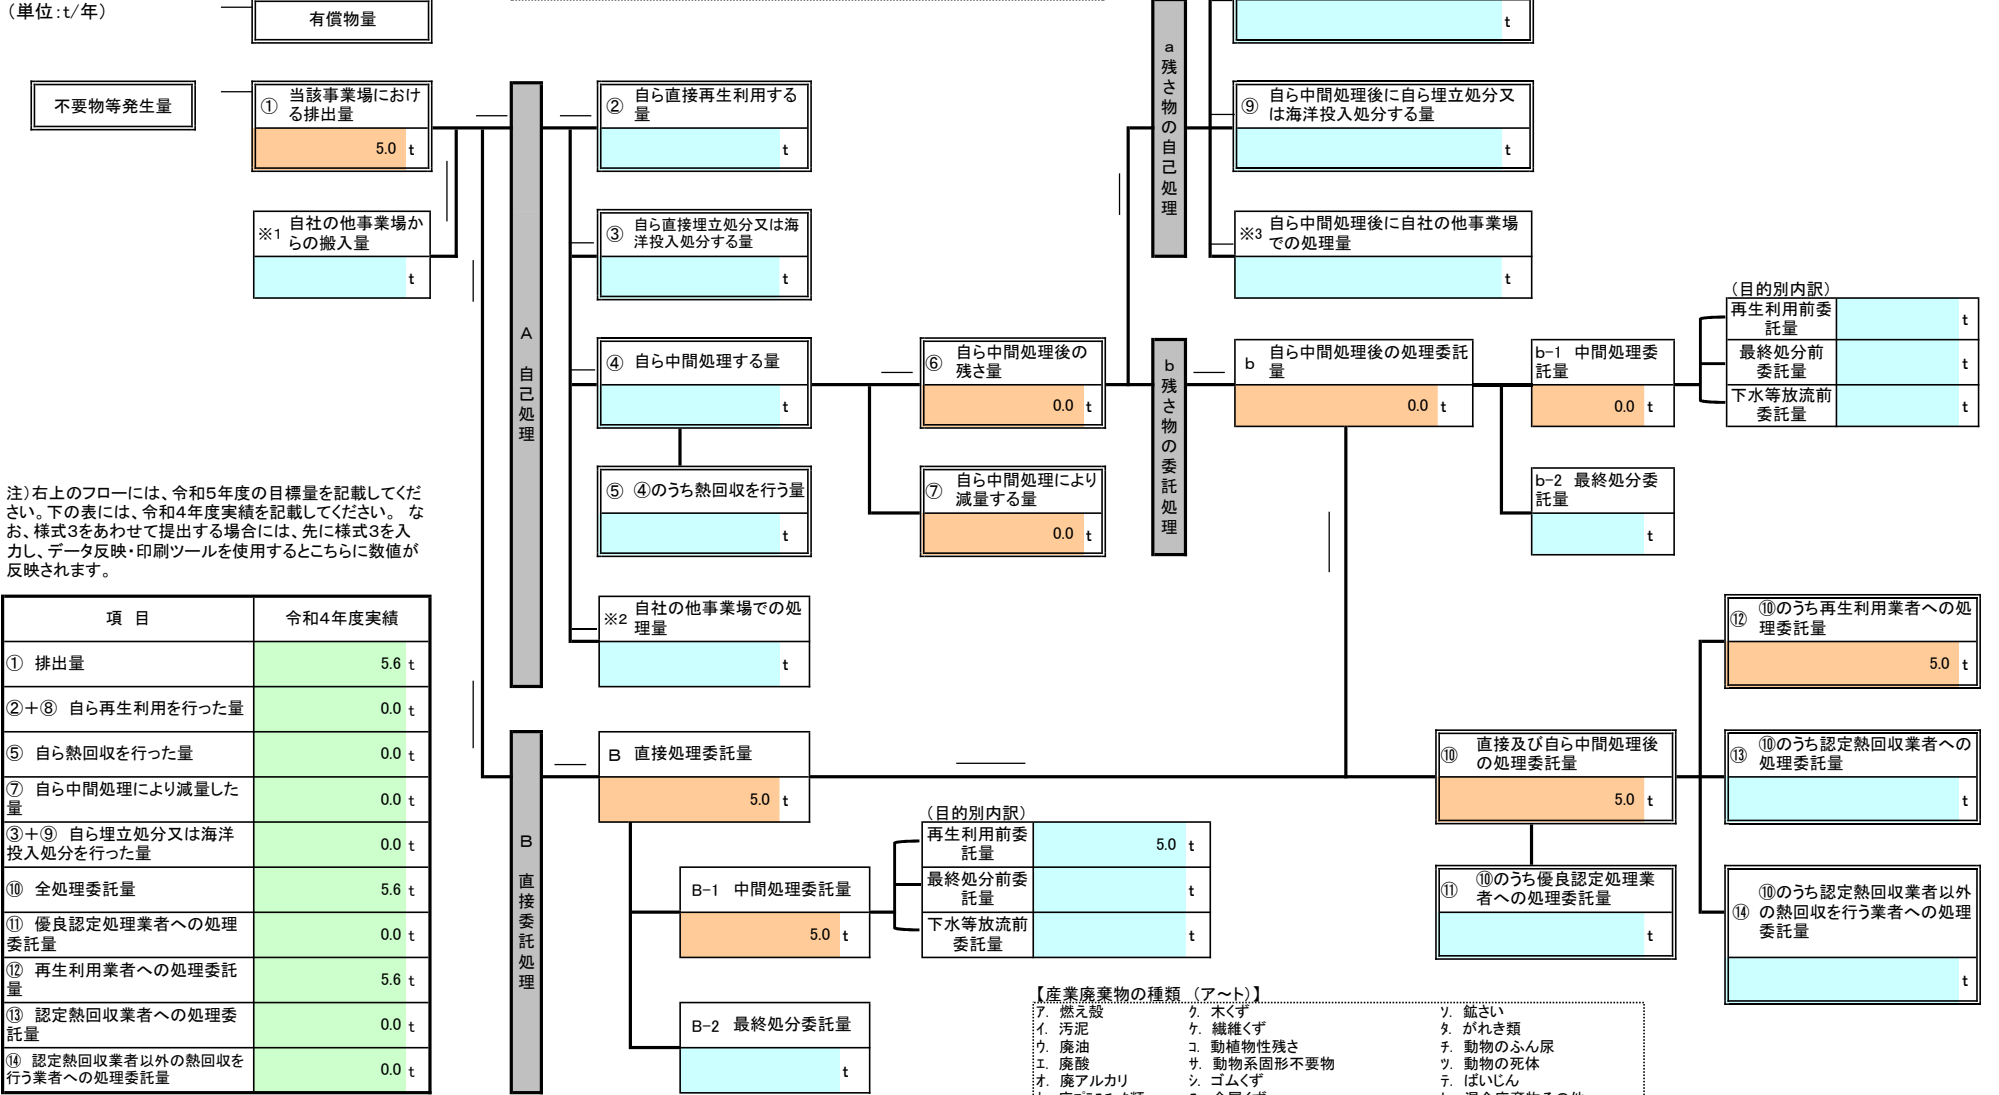 (単位:t/年)
有償物量
t
不要物等発生量
① 当該事業場におけ
る排出量
5.0 t
※1 自社の他事業場か
らの搬入量
t
A 自己処理
② 自ら直接再生利用する
量
t
③ 自ら直接埋立処分又は海
洋投入処分する量
t
④ 自ら中間処理する量
t
⑤ ④のうち熱回収を行う量
t
※2 自社の他事業場での処
理量
t
⑥ 自ら中間処理後の
残さ量
0.0 t
⑦ 自ら中間処理により
減量する量
0.0 t
a 残さ物の自己処理
⑨ 自ら中間処理後に自ら埋立処分又
は海洋投入処分する量
t
※3 自ら中間処理後に自社の他事業場
での処理量
t
b 残さ物の委託処理
b 自ら中間処理後の処理委託
量
0.0 t
b-1 中間処理委
託量
0.0 t
b-2 最終処分委
託量
t
(目的別内訳)
再生利用前委
託量
t
最終処分前
委託量
t
下水等放流前
委託量
t
注)右上のフローには、令和5年度の目標量を記載してくだ
さい。下の表には、令和4年度実績を記載してください。 な
お、様式3をあわせて提出する場合には、先に様式3を入
力し、データ反映・印刷ツールを使用するとこちらに数値が
反映されます。
項 目 令和4年度実績
① 排出量 5.6 t
②+⑧ 自ら再生利用を行った量 0.0 t
⑤ 自ら熱回収を行った量 0.0 t
⑦ 自ら中間処理により減量した
量 0.0 t
③+⑨ 自ら埋立処分又は海洋
投入処分を行った量 0.0 t
⑩ 全処理委託量 5.6 t
⑪ 優良認定処理業者への処理
委託量 0.0 t
⑫ 再生利用業者への処理委託
量 5.6 t
⑬ 認定熱回収業者への処理委
託量 0.0 t
⑭ 認定熱回収業者以外の熱回収を
行う業者への処理委託量 0.0 t
B 直接委託処理
B 直接処理委託量
5.0 t
B-1 中間処理委託量
5.0 t
B-2 最終処分委託量
t
(目的別内訳)
再生利用前委
託量
5.0 t
最終処分前委
託量
t
下水等放流前
委託量
t
⑩ 直接及び自ら中間処理後
の処理委託量
5.0 t
⑪ ⑩のうち優良認定処理業
者への処理委託量
t
⑫ ⑩のうち再生利用業者への処
理委託量
5.0 t
⑬ ⑩のうち認定熱回収業者への
処理委託量
t
⑭ ⑩のうち認定熱回収業者以外
の熱回収を行う業者への処理
委託量
t
【産業廃棄物の種類 (ア~ト)】
ア. 燃え殻 ク. 木くず ソ. 鉱さい
イ. 汚泥 ケ. 繊維くず タ. がれき類
ウ. 廃油 コ. 動植物性残さ チ. 動物のふん尿
エ. 廃酸 サ. 動物系固形不要物 ツ. 動物の死体
オ. 廃アルカリ シ. ゴムくず テ. ばいじん